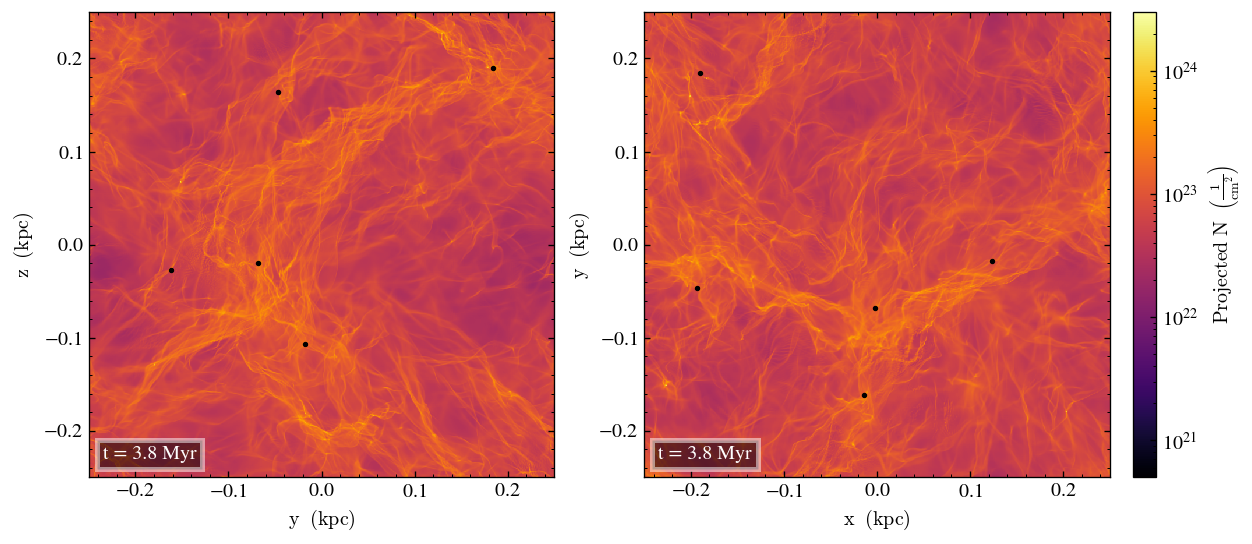 0.2
0.1
0.0
−0.1
−0.2
z (kpc)
t = 3.8 Myr
−0.2 −0.1 0.0 0.1 0.2
y (kpc)
0.2
0.1
0.0
−0.1
−0.2
y (kpc)
t = 3.8 Myr
−0.2 −0.1 0.0 0.1 0.2
x (kpc)
10²⁴
10²³
10²²
10²¹
Projected N (1/cm²)